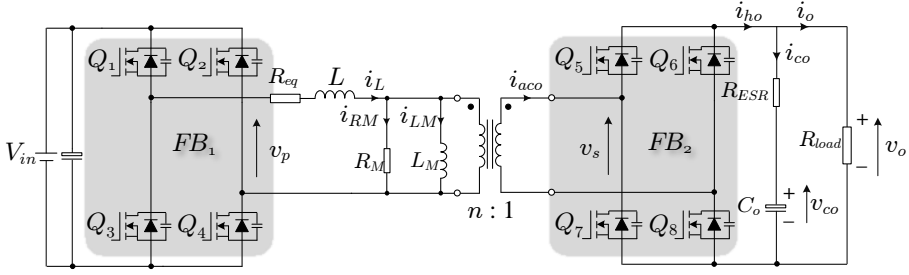 i_ho i_o
Q_1 Q_2 Q_5 Q_6 i_co
R_eq L i_L i_aco R_ESR
i_RM i_LM
V_in FB_1 v_p R_M L_M v_s FB_2 R_load v_o
n : 1
Q_3 Q_4 Q_7 Q_8 C_o v_co